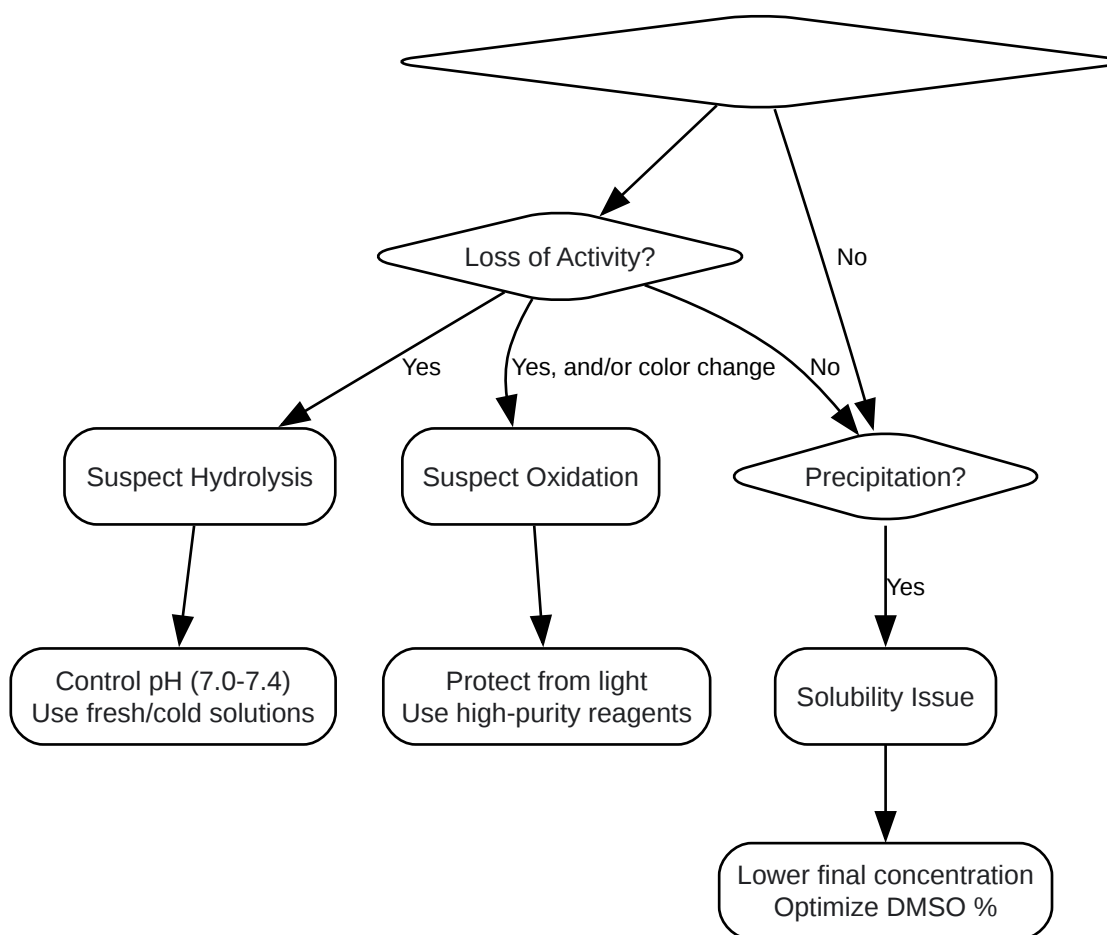 Loss of Activity?
No
Yes
Yes, and/or color change
No
Suspect Hydrolysis
Suspect Oxidation
Precipitation?
Yes
Control pH (7.0-7.4)
Use fresh/cold solutions
Protect from light
Use high-purity reagents
Solubility Issue
Lower final concentration
Optimize DMSO %